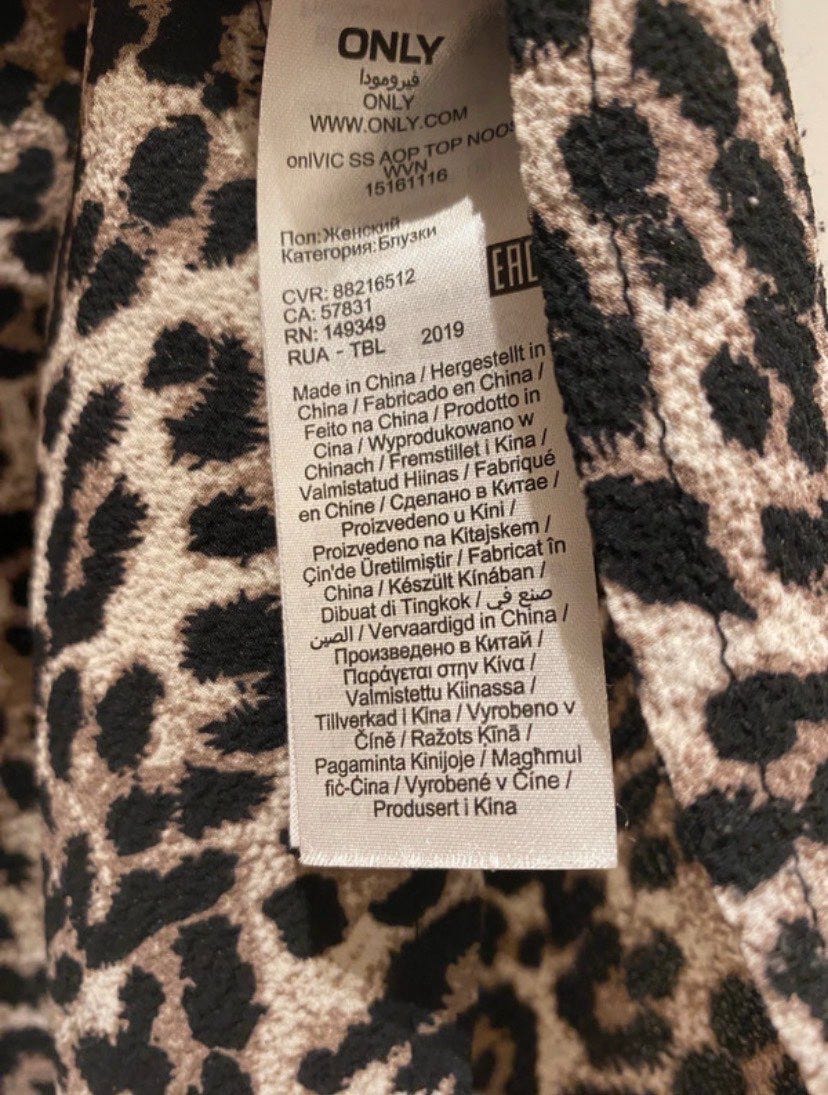 ONLY
فيرومودا
ONLY
WWW.ONLY.COM
onlVIC SS AOP TOP NOOS
WVN
15161116
Пол:Женский
Категория:Блузки
EAC
CVR: 88216512
CA: 57831
RN: 149349
RUA - TBL 2019
Made in China / Hergestellt in
China / Fabricado en China /
Feito na China / Prodotto in
Cina / Wyprodukowano w
Chinach / Fremstillet i Kina /
Valmistatud Hiinas / Fabriqué
en Chine / Сделано в Китае /
Proizvedeno u Kini /
Proizvedeno na Kitajskem /
Çin'de Üretilmiştir / Fabricat în
China / Készült Kínában /
Dibuat di Tingkok / صنع في
الصين / Vervaardigd in China /
Произведено в Китай /
Παράγεται στην Κίνα /
Valmistettu Kiinassa /
Tillverkad i Kina / Vyrobeno v
Číně / Ražots Ķīnā /
Pagaminta Kinijoje / Magħmul
fiċ-Ċina / Vyrobené v Číne /
Produsert i Kina